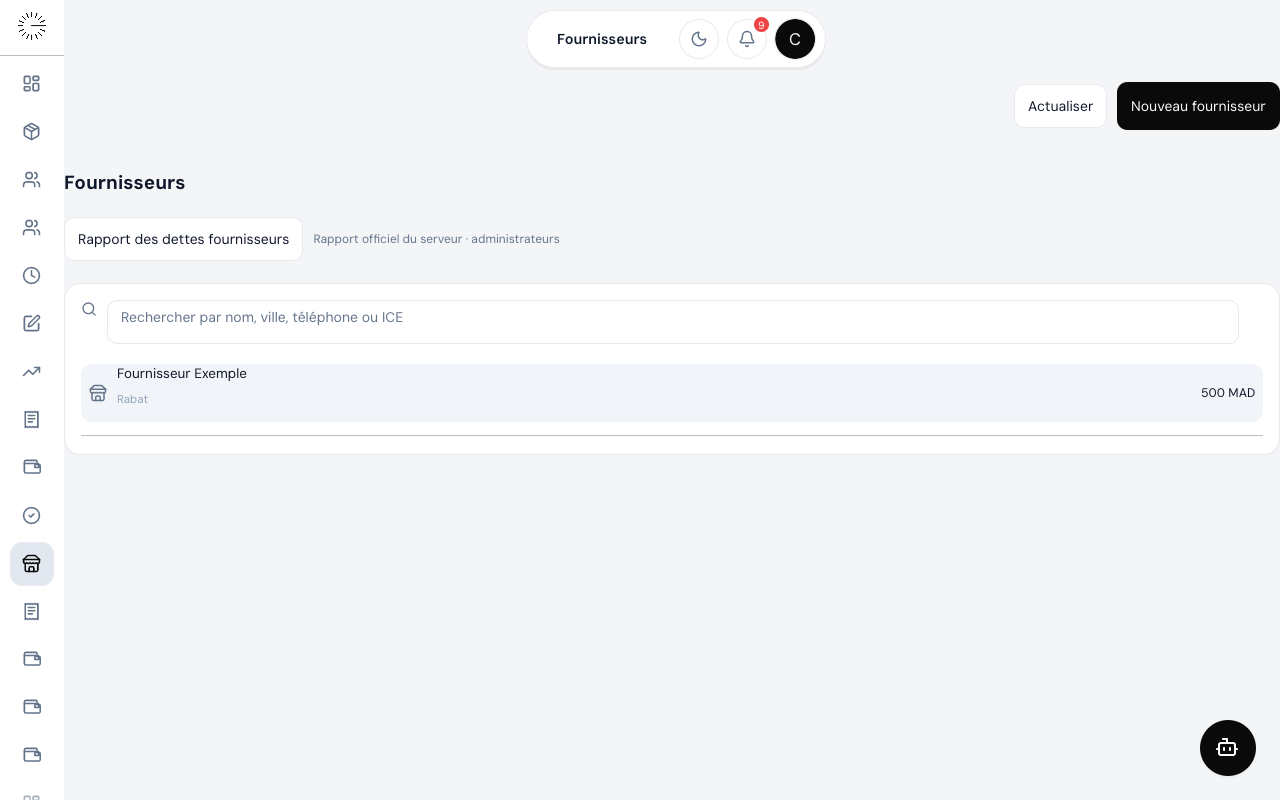 Fournisseurs
9
C
Actualiser
Nouveau fournisseur
Fournisseurs
Rapport des dettes fournisseurs
Rapport officiel du serveur · administrateurs
Rechercher par nom, ville, téléphone ou ICE
Fournisseur Exemple
Rabat
500 MAD